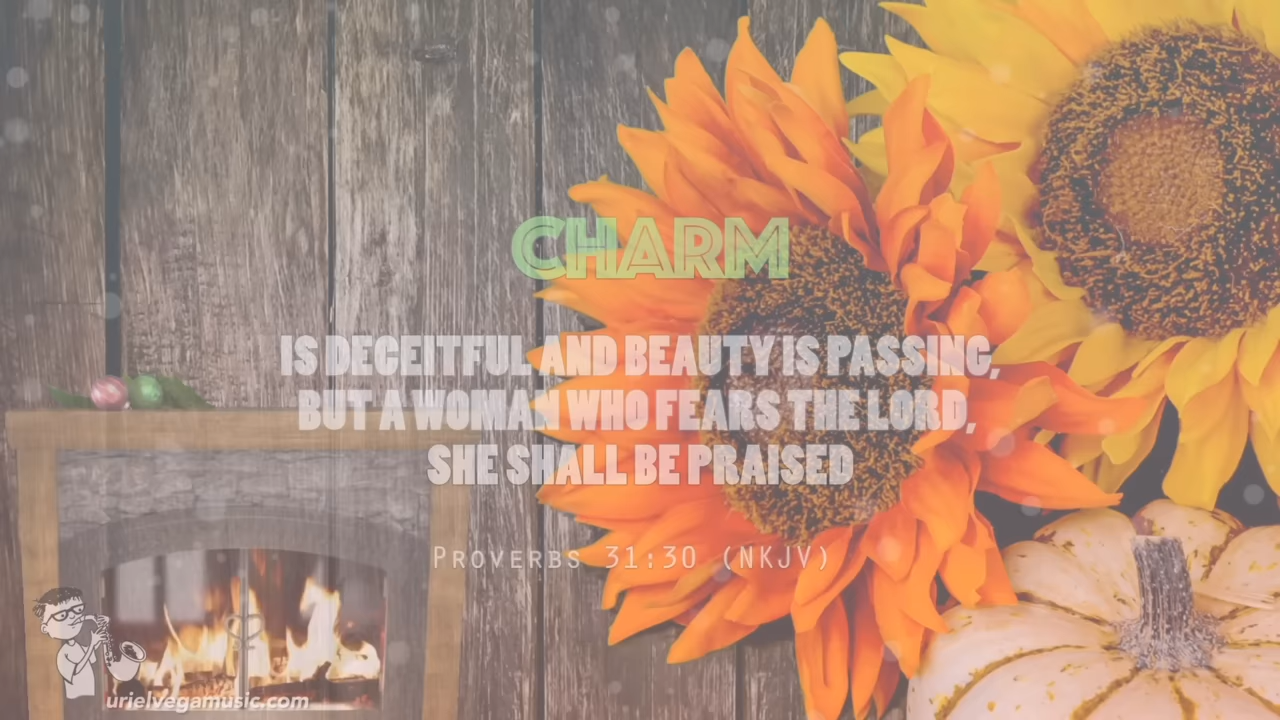 CHARM
IS DECEITFUL AND BEAUTY IS PASSING,
BUT A WOMAN WHO FEARS THE LORD,
SHE SHALL BE PRAISED
PROVERBS 31:30 (NKJV)
urielvegamusic.com